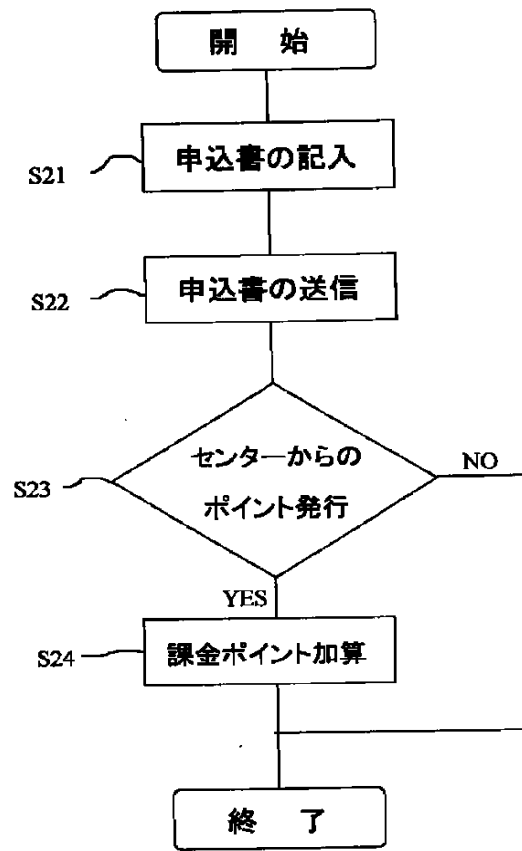 開 始
S21
申込書の記入
S22
申込書の送信
S23
センターからの
ポイント発行
NO
YES
S24
課金ポイント加算
終 了